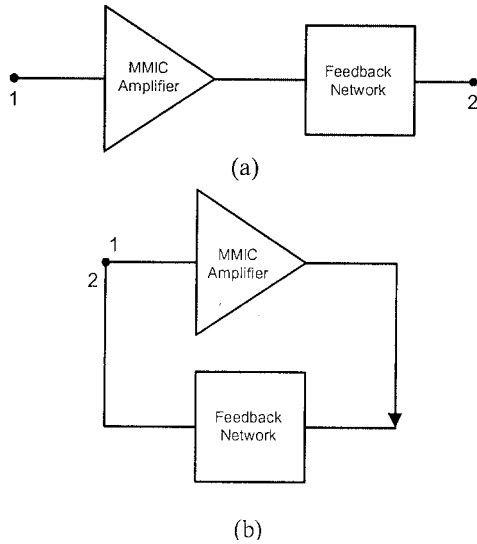 MMIC
Amplifier
Feedback
Network
1
2
(a)
1
2
MMIC
Amplifier
Feedback
Network
(b)